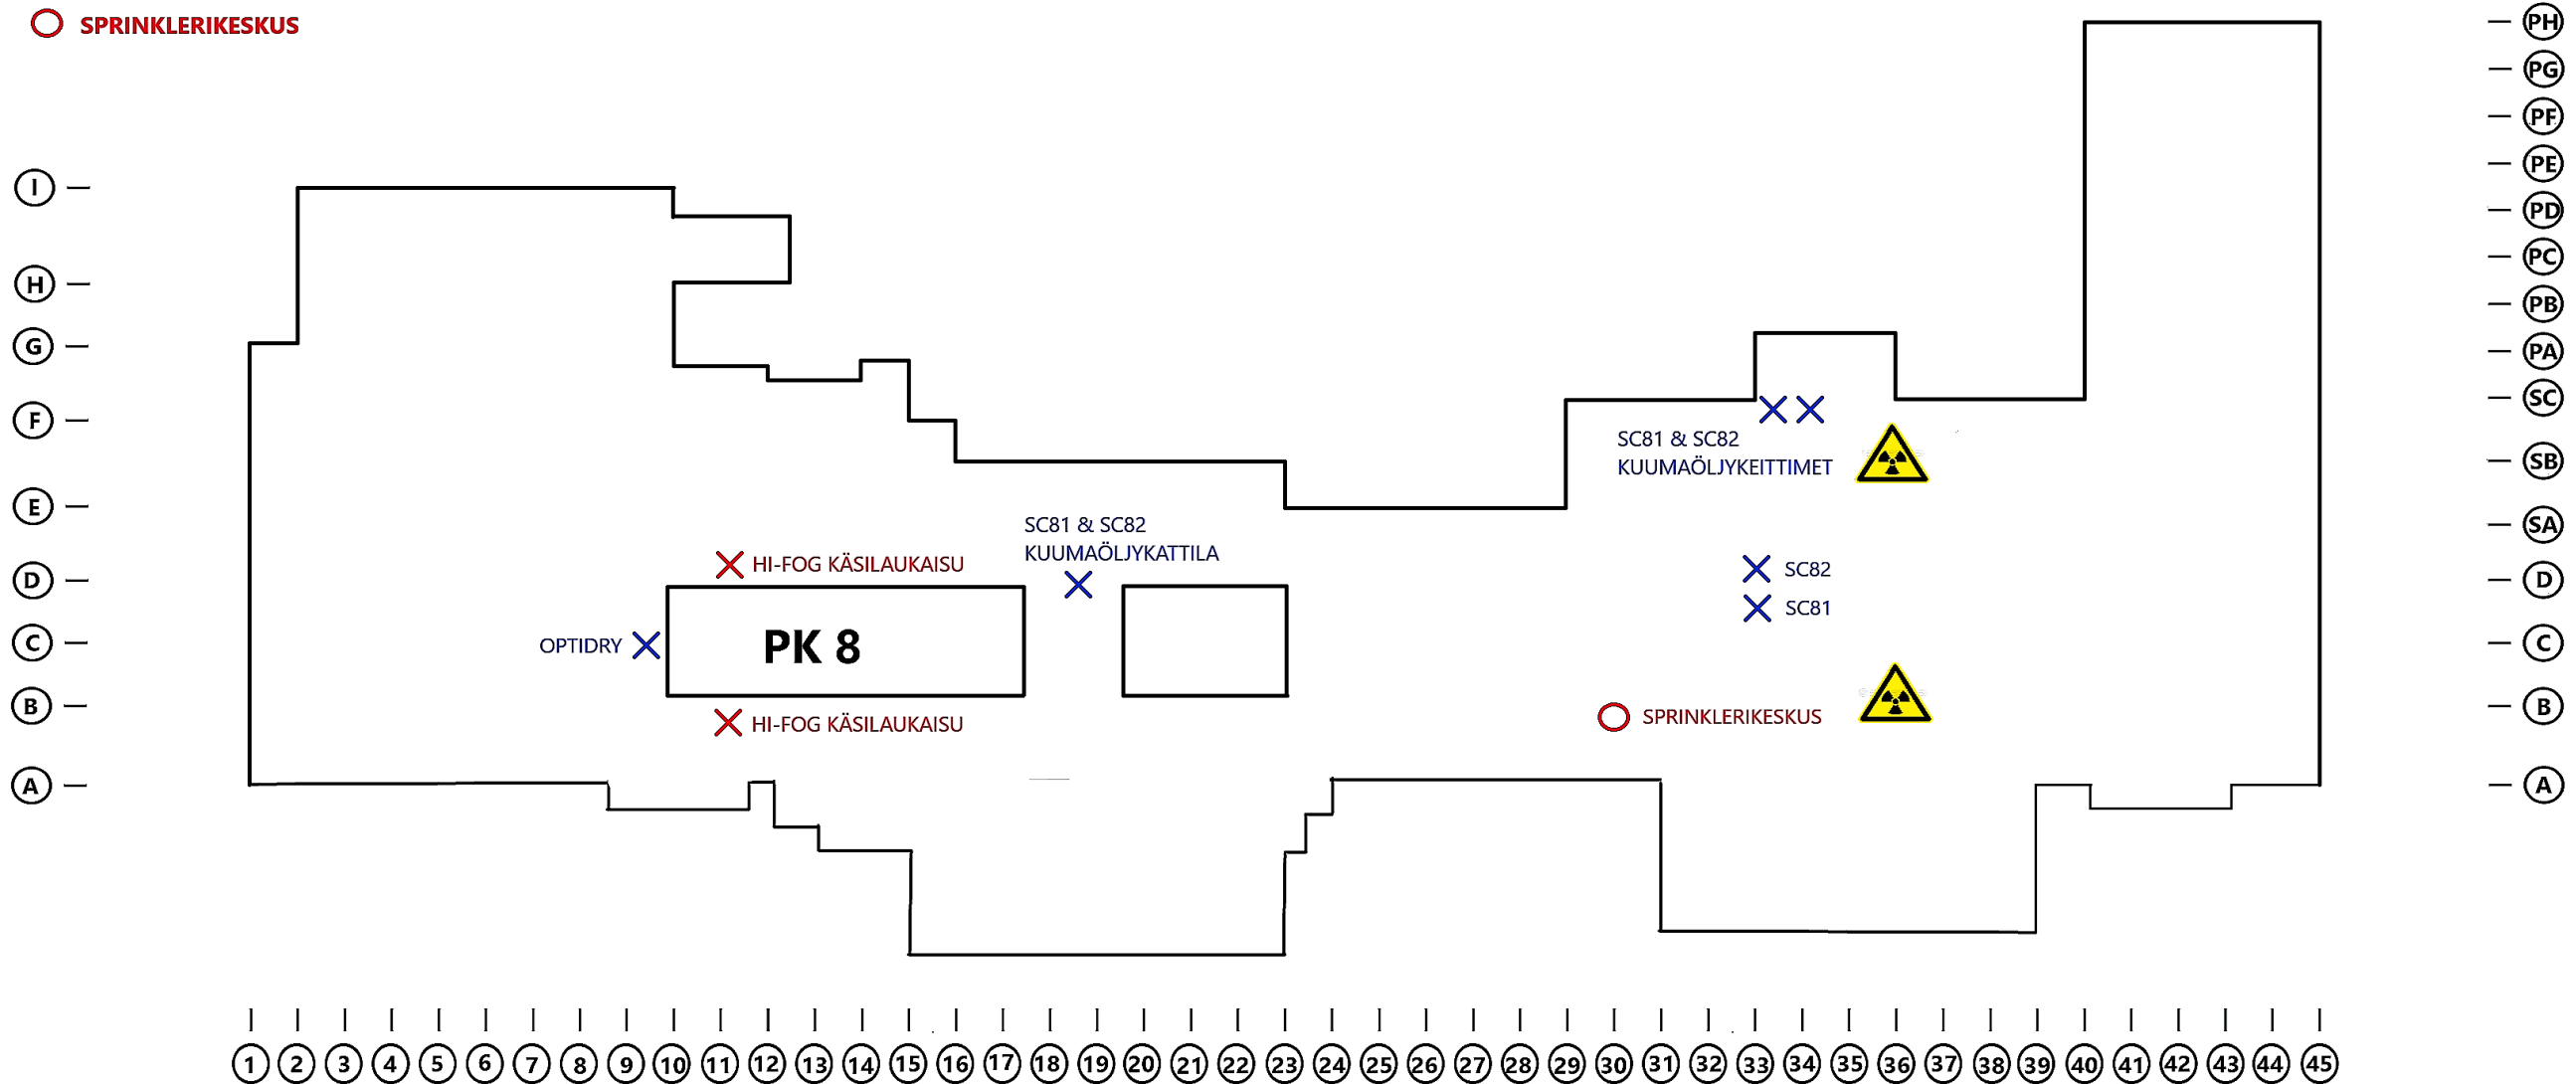 SPRINKLERIKESKUS
PH
PG
PF
PE
I
PD
H
PC
PB
G
PA
F
SC
SC81 & SC82
KUUMAÖLJYKEITTIMET
SB
E
SA
SC81 & SC82
KUUMAÖLJYKATTILA
HI-FOG KÄSILAUKAISU
SC82
D
D
SC81
OPTIDRY
PK 8
C
C
B
HI-FOG KÄSILAUKAISU
SPRINKLERIKESKUS
B
A
A
1 2 3 4 5 6 7 8 9 10 11 12 13 14 15 16 17 18 19 20 21 22 23 24 25 26 27 28 29 30 31 32 33 34 35 36 37 38 39 40 41 42 43 44 45